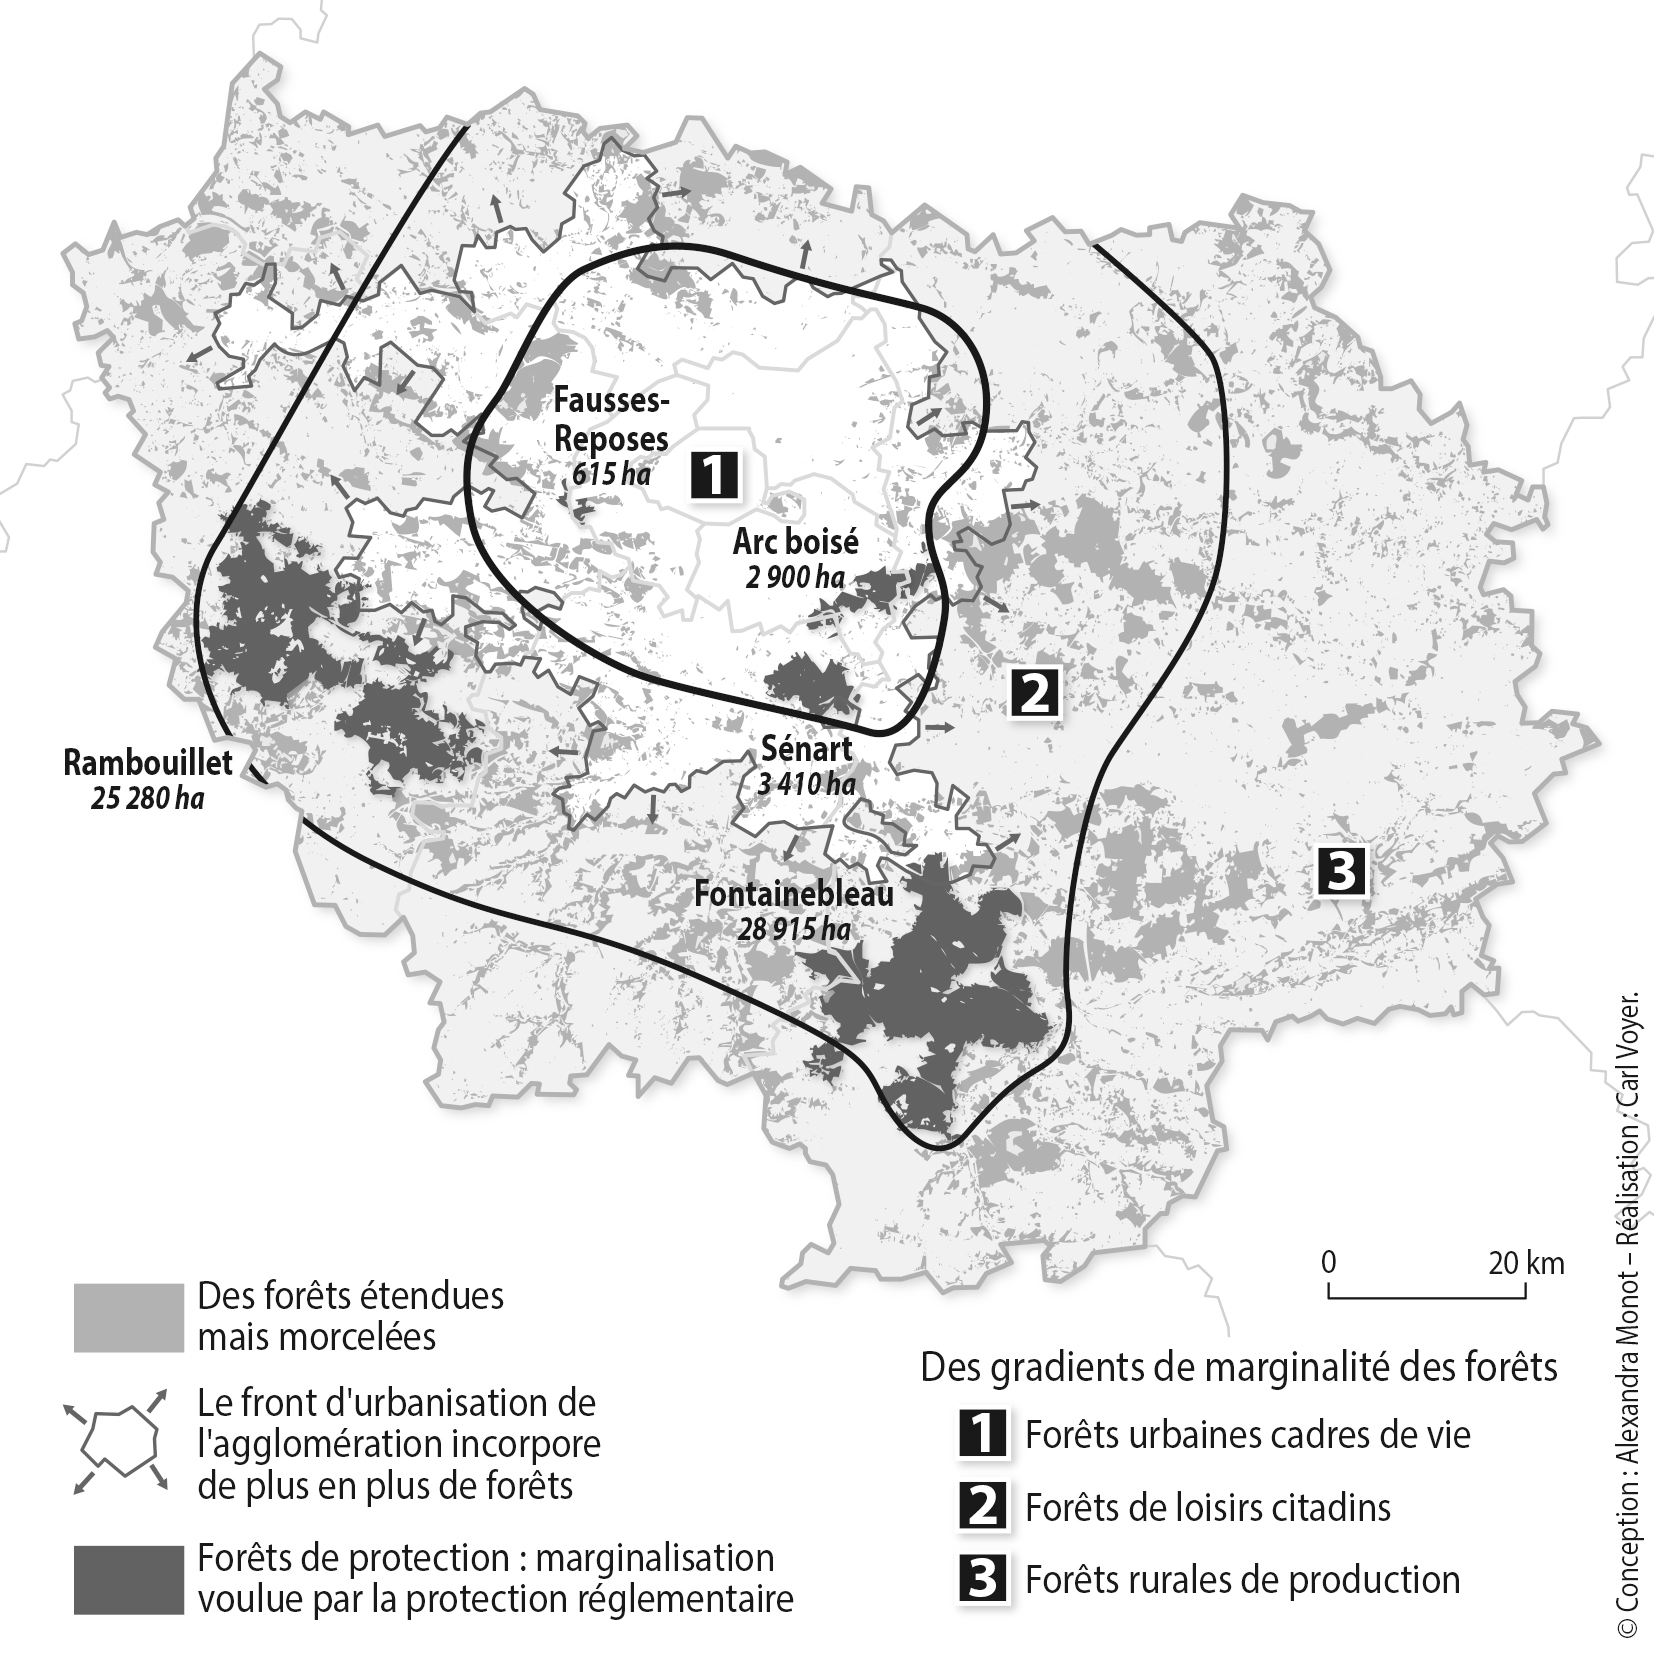 Fausses-
Reposes
615 ha
1
Arc boisé
2 900 ha
2
Rambouillet
25 280 ha
Sénart
3 410 ha
3
Fontainebleau
28 915 ha
0 20 km
Des forêts étendues
mais morcelées
Le front d'urbanisation de
l'agglomération incorpore
de plus en plus de forêts
Forêts de protection : marginalisation
voulue par la protection réglementaire
Des gradients de marginalité des forêts
1 Forêts urbaines cadres de vie
2 Forêts de loisirs citadins
3 Forêts rurales de production
© Conception : Alexandra Monot – Réalisation : Carl Voyer.